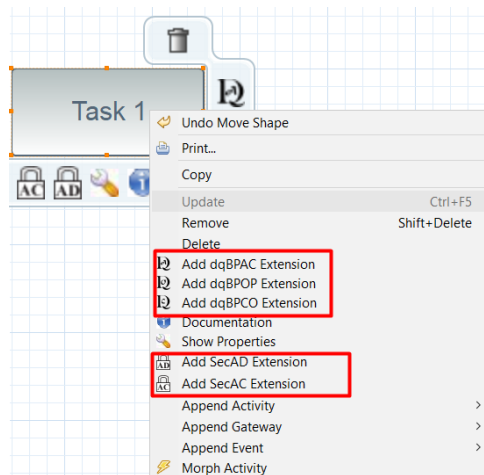 Task 1
AC
AD
Undo Move Shape
Print...
Copy
Update Ctrl+F5
Remove Shift+Delete
Delete
Add dqBPAC Extension
Add dqBPOP Extension
Add dqBPCO Extension
Documentation
Show Properties
AD Add SecAD Extension
AC Add SecAC Extension
Append Activity
Append Gateway
Append Event
Morph Activity